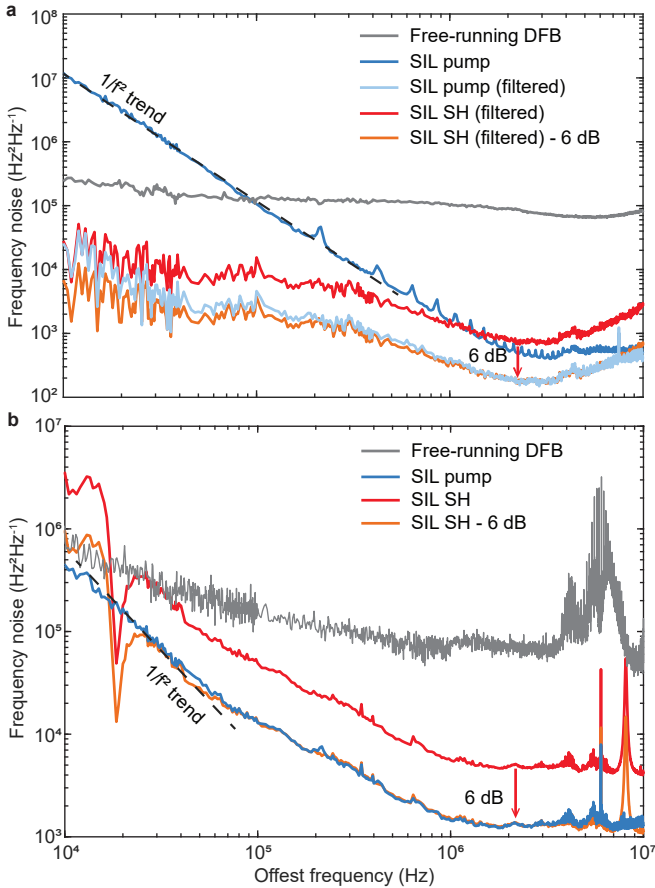 a
10⁸
10⁷
10⁶
10⁵
10⁴
10³
10²
Frequency noise (Hz²Hz⁻¹)
1/f² trend
Free-running DFB
SIL pump
SIL pump (filtered)
SIL SH (filtered)
SIL SH (filtered) - 6 dB
6 dB
b
10⁷
10⁶
10⁵
10⁴
10³
Frequency noise (Hz²Hz⁻¹)
Free-running DFB
SIL pump
SIL SH
SIL SH - 6 dB
1/f² trend
6 dB
10⁴
10⁵
10⁶
10⁷
Offest frequency (Hz)